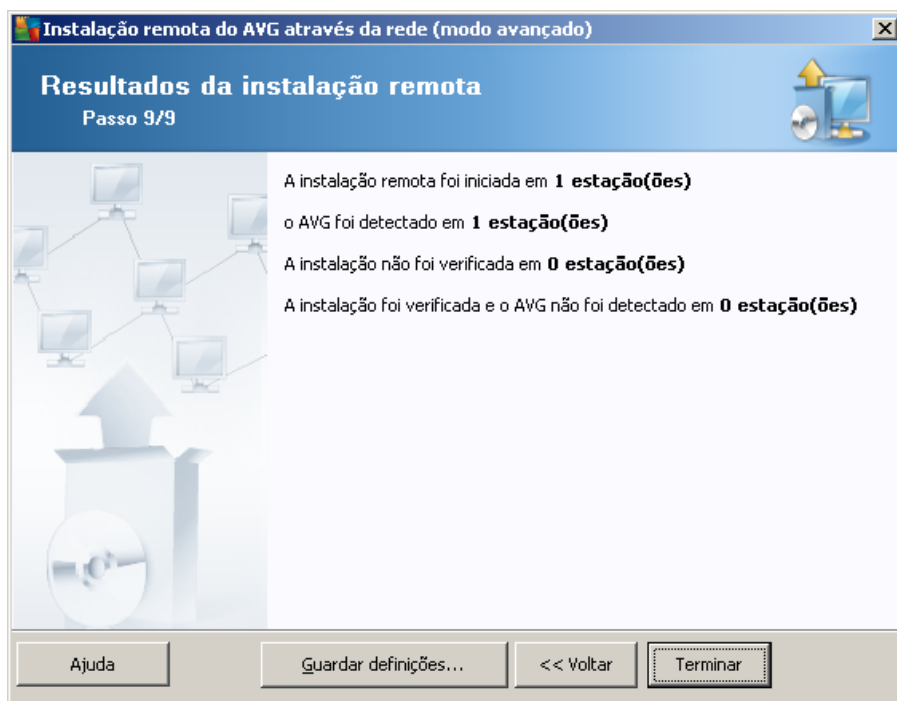 Instalação remota do AVG através da rede (modo avançado)
Resultados da instalação remota
Passo 9/9
A instalação remota foi iniciada em 1 estação(ões)
o AVG foi detectado em 1 estação(ões)
A instalação não foi verificada em 0 estação(ões)
A instalação foi verificada e o AVG não foi detectado em 0 estação(ões)
Ajuda
Guardar definições...
<< Voltar
Terminar